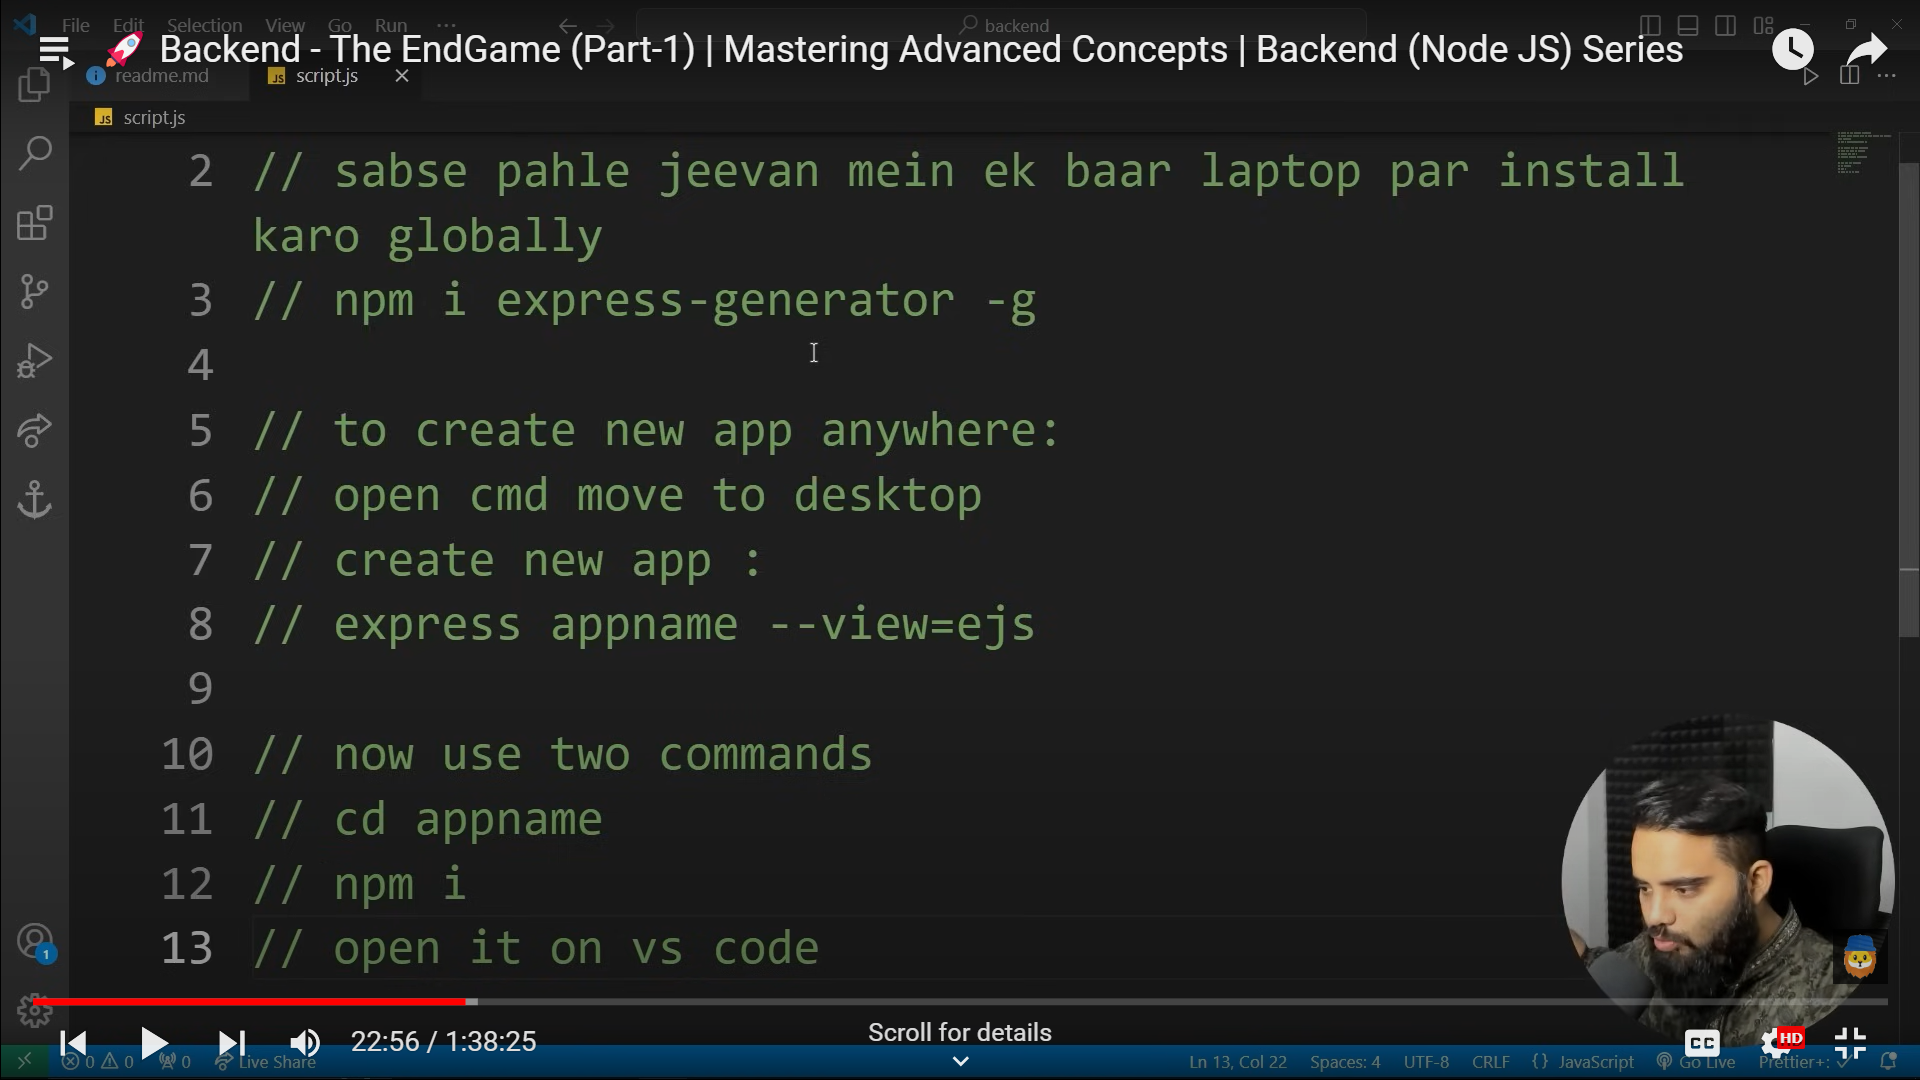 File Edit Selection View Go Run ··· backend
🚀 Backend - The EndGame (Part-1) | Mastering Advanced Concepts | Backend (Node JS) Series
readme.md JS script.js
JS script.js
2 // sabse pahle jeevan mein ek baar laptop par install
karo globally
3 // npm i express-generator -g
4
5 // to create new app anywhere:
6 // open cmd move to desktop
7 // create new app :
8 // express appname --view=ejs
9
10 // now use two commands
11 // cd appname
12 // npm i
13 // open it on vs code
1
22:56 / 1:38:25
Scroll for details
CC HD
0 0 0 Live Share Ln 13, Col 22 Spaces: 4 UTF-8 CRLF {} JavaScript Go Live Prettier+: